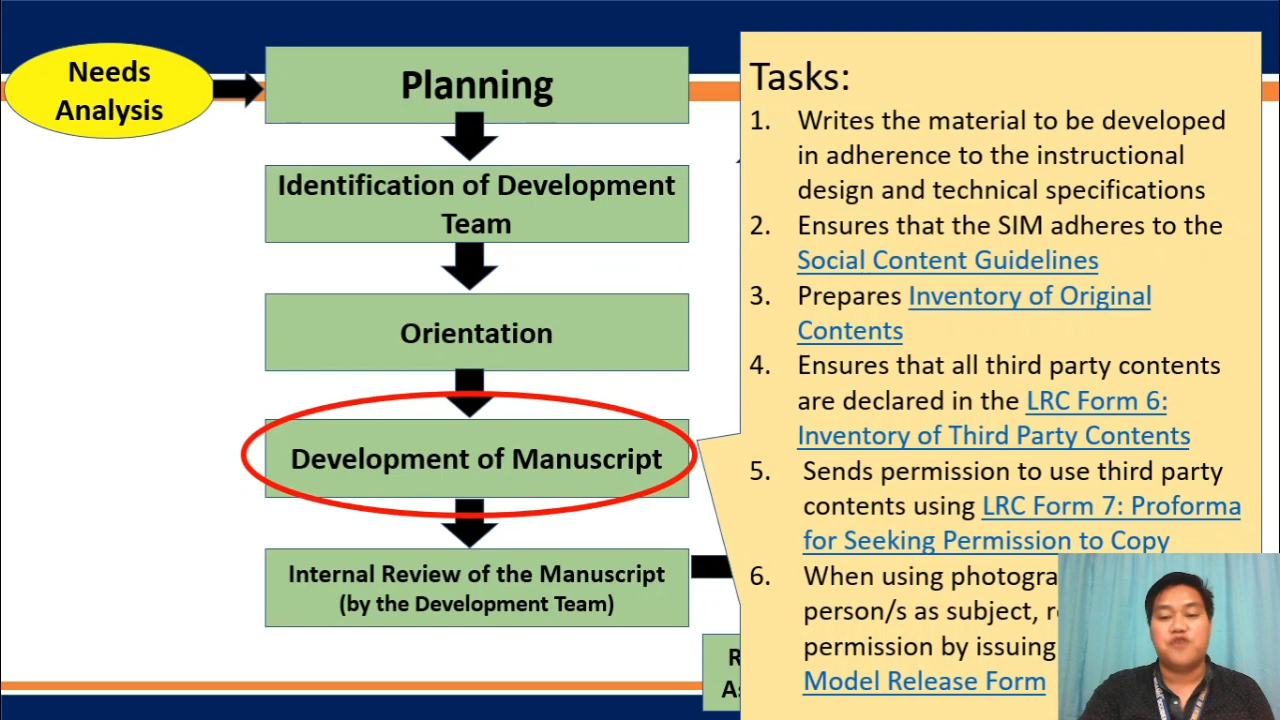 Needs
Analysis
Planning
Identification of Development
Team
Orientation
Development of Manuscript
Internal Review of the Manuscript
(by the Development Team)
Tasks:
1. Writes the material to be developed
in adherence to the instructional
design and technical specifications
2. Ensures that the SIM adheres to the
Social Content Guidelines
3. Prepares Inventory of Original
Contents
4. Ensures that all third party contents
are declared in the LRC Form 6:
Inventory of Third Party Contents
5. Sends permission to use third party
contents using LRC Form 7: Proforma
for Seeking Permission to Copy
6. When using
person/s as subject,
permission by issuing
Model Release Form